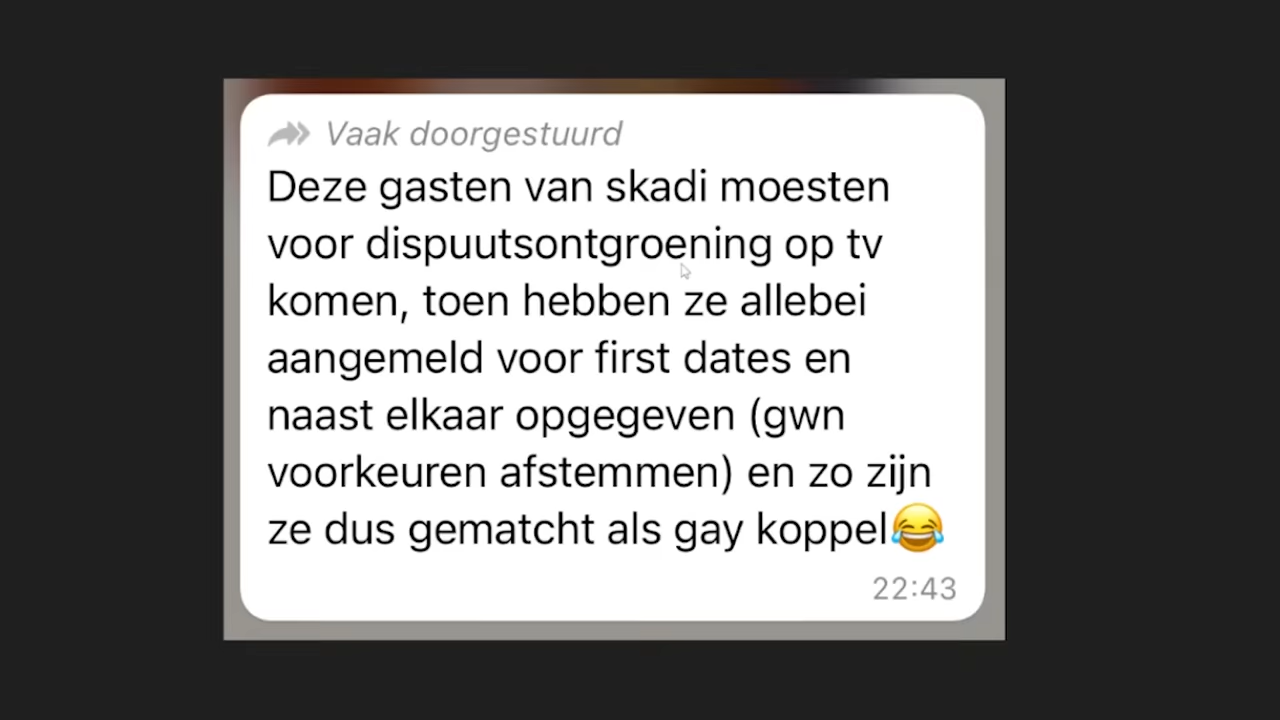 Vaak doorgestuurd
Deze gasten van skadi moesten
voor dispuutsontgroening op tv
komen, toen hebben ze allebei
aangemeld voor first dates en
naast elkaar opgegeven (gwn
voorkeuren afstemmen) en zo zijn
ze dus gematcht als gay koppel😂
22:43